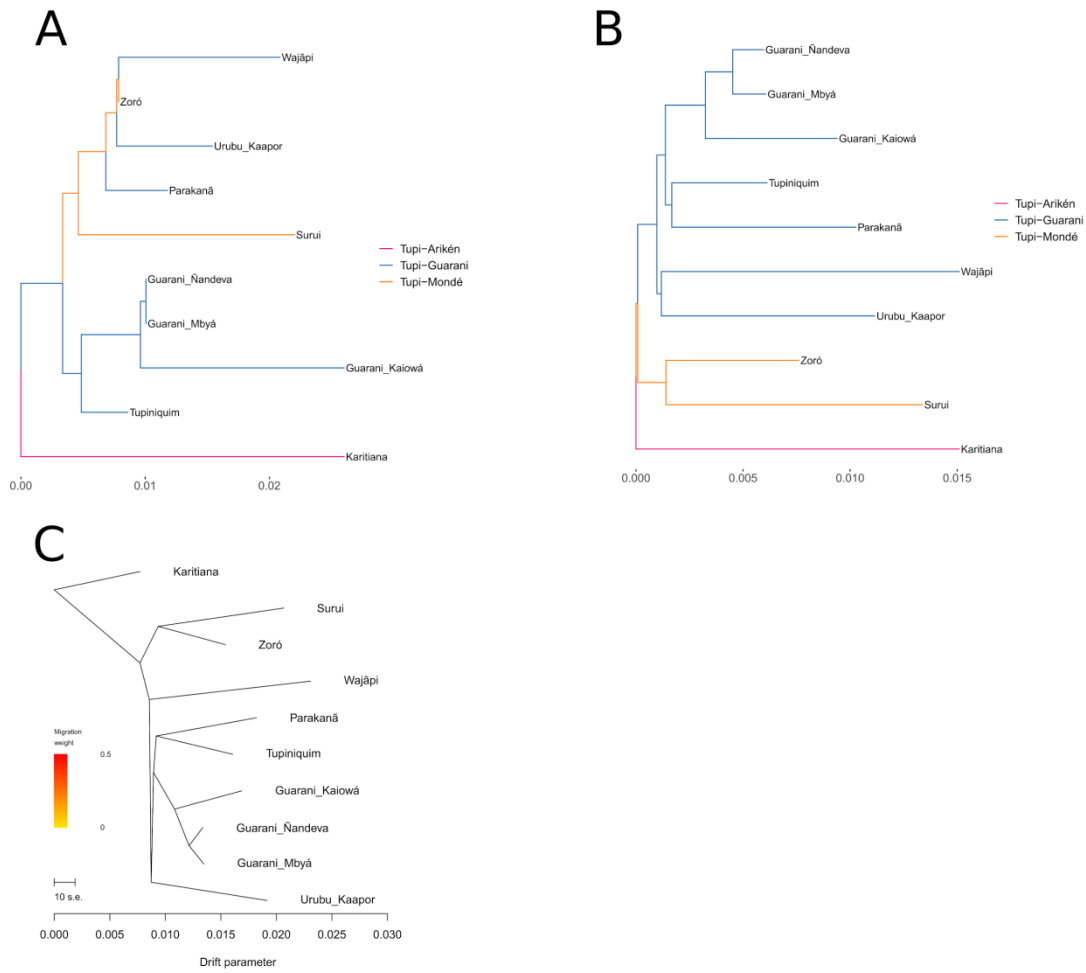 A
Wajãpi
Zoró
Urubu_Kaapor
Parakanã
Surui
Guarani_Ñandeva
Guarani_Mbyá
Guarani_Kaiowá
Tupiniquim
Karitiana
Tupi−Arikén
Tupi−Guarani
Tupi−Mondé
0.00 0.01 0.02
B
Guarani_Ñandeva
Guarani_Mbyá
Guarani_Kaiowá
Tupiniquim
Parakanã
Wajãpi
Urubu_Kaapor
Zoró
Surui
Karitiana
Tupi−Arikén
Tupi−Guarani
Tupi−Mondé
0.000 0.005 0.010 0.015
C
Karitiana
Surui
Zoró
Wajãpi
Parakanã
Tupiniquim
Guarani_Kaiowá
Guarani_Ñandeva
Guarani_Mbyá
Urubu_Kaapor
Migration
weight
0.5
0
10 s.e.
0.000 0.005 0.010 0.015 0.020 0.025 0.030
Drift parameter